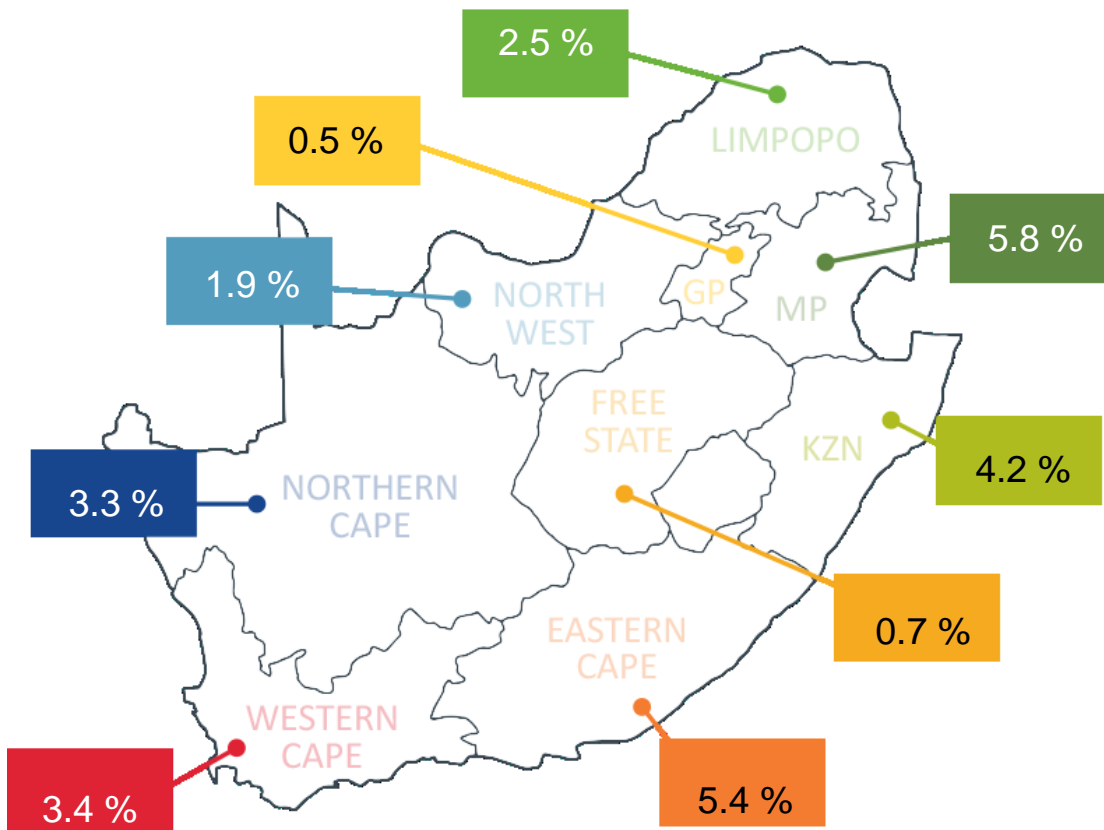 2.5 %
LIMPOPO
0.5 %
5.8 %
1.9 %
NORTH
WEST
GP
MP
FREE
STATE
KZN
4.2 %
3.3 %
NORTHERN
CAPE
0.7 %
EASTERN
CAPE
WESTERN
CAPE
3.4 %
5.4 %